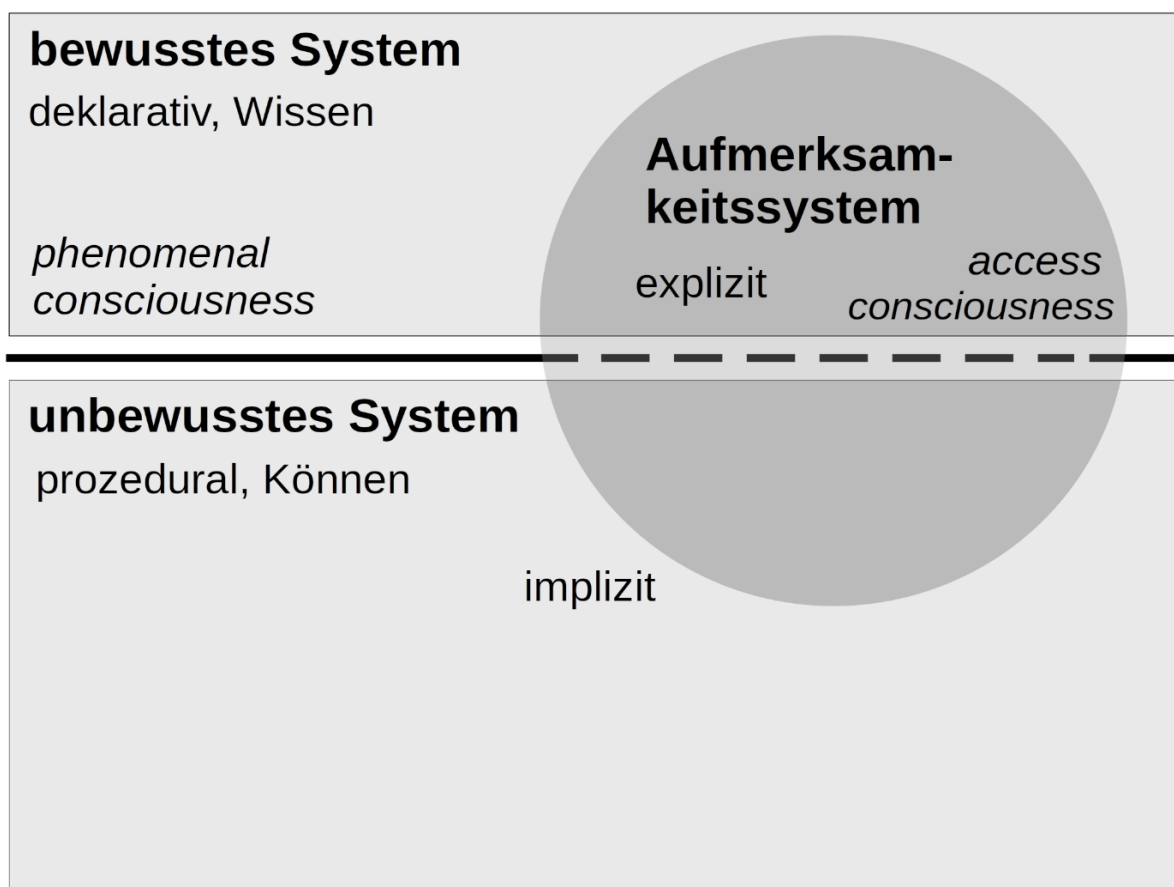 bewusstes System
deklarativ, Wissen
phenomenal
consciousness
Aufmerksam-
keitssystem
explizit
access
consciousness
unbewusstes System
prozedural, Können
implizit